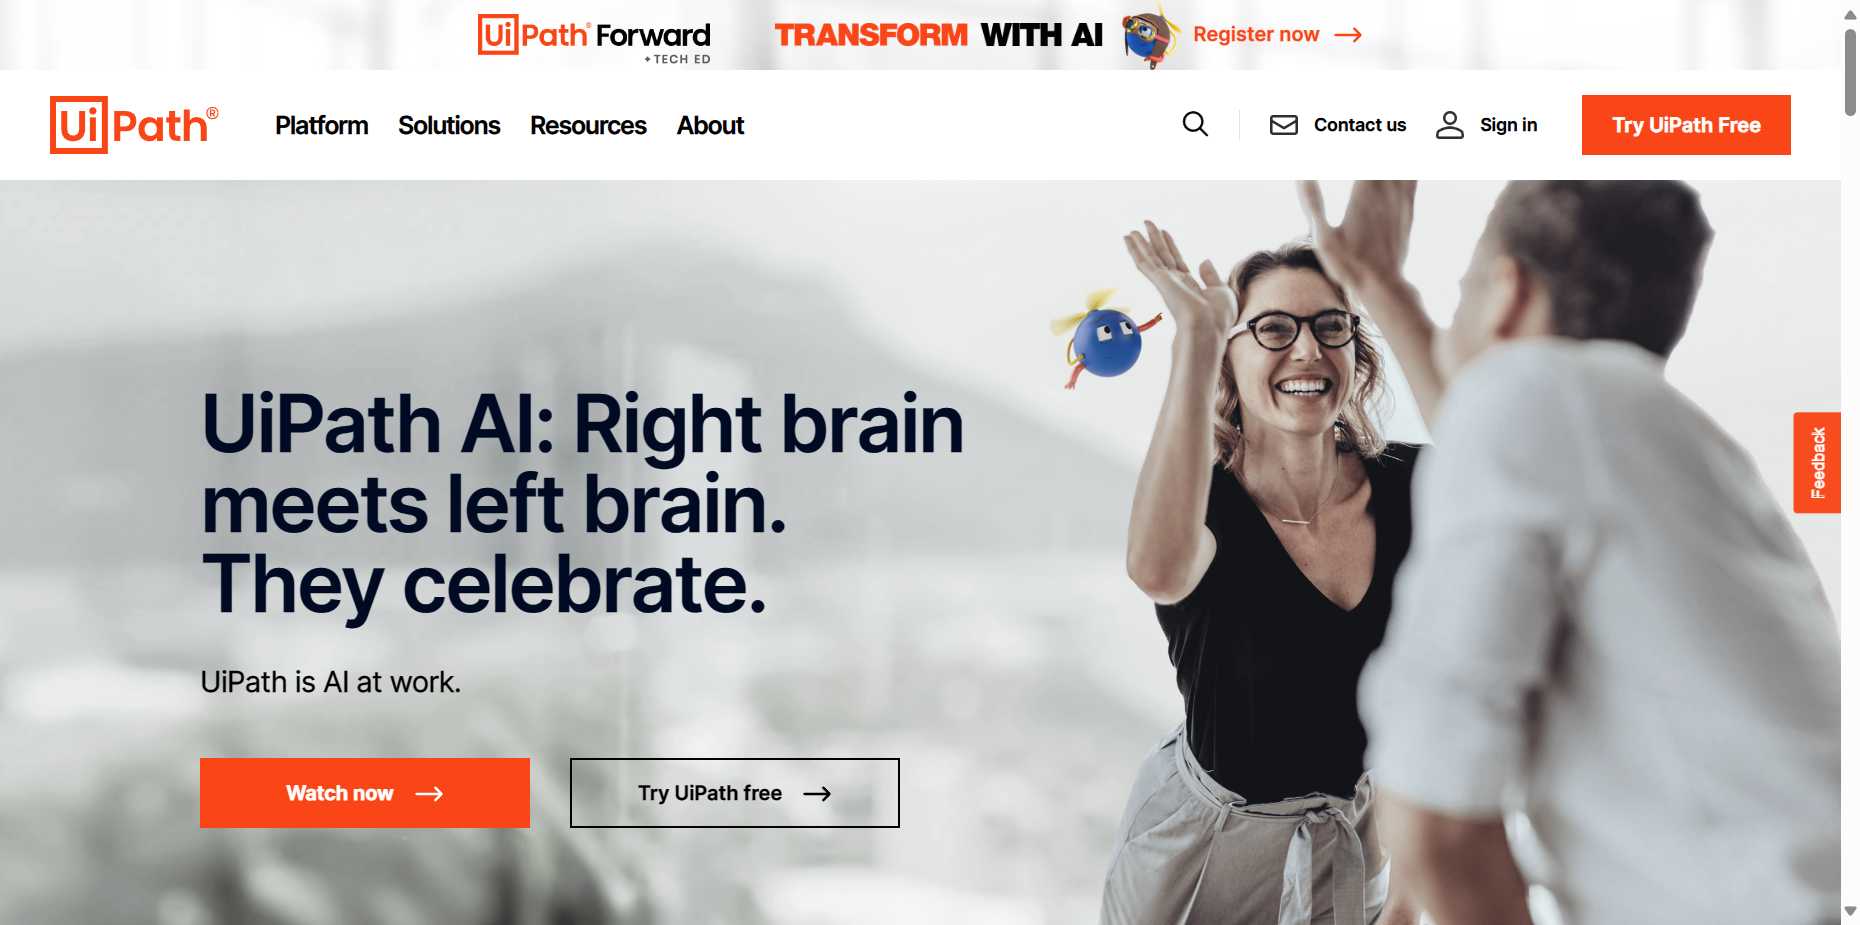 UiPath® Forward
+ TECH ED
TRANSFORM WITH AI
Register now
UiPath®
Platform
Solutions
Resources
About
Contact us
Sign in
Try UiPath Free
UiPath AI: Right brain
meets left brain.
They celebrate.
UiPath is AI at work.
Watch now
Try UiPath free
Feedback